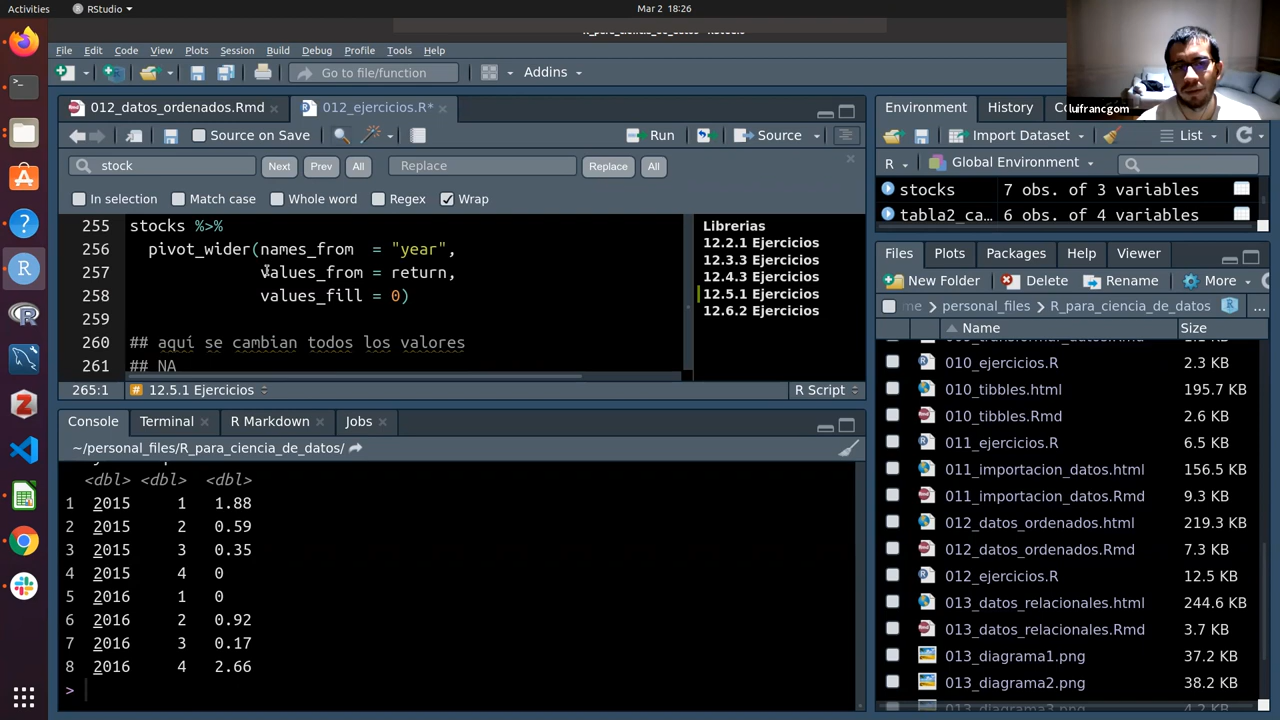 Activities
RStudio
Mar 2 18:26
File Edit Code View Plots Session Build Debug Profile Tools Help
Go to file/function
Addins
luifrancgom
012_datos_ordenados.Rmd
012_ejercicios.R*
Source on Save
Run
Source
stock
Next
Prev
All
Replace
Replace
All
In selection
Match case
Whole word
Regex
Wrap
255 stocks %>%
256 pivot_wider(names_from = "year",
257 values_from = return,
258 values_fill = 0)
259
260 ## aquí se cambian todos los valores
261 ## NA
Librerias
12.2.1 Ejercicios
12.3.3 Ejercicios
12.4.3 Ejercicios
12.5.1 Ejercicios
12.6.2 Ejercicios
265:1
# 12.5.1 Ejercicios
R Script
Console
Terminal
R Markdown
Jobs
~/personal_files/R_para_ciencia_de_datos/
<dbl> <dbl> <dbl>
1 2015 1 1.88
2 2015 2 0.59
3 2015 3 0.35
4 2015 4 0
5 2016 1 0
6 2016 2 0.92
7 2016 3 0.17
8 2016 4 2.66
>
Environment
History
Import Dataset
List
R
Global Environment
stocks 7 obs. of 3 variables
tabla2_ca… 6 obs. of 4 variables
Files
Plots
Packages
Help
Viewer
New Folder
Delete
Rename
More
me
personal_files
R_para_ciencia_de_datos
...
Name
Size
010_ejercicios.R 2.3 KB
010_tibbles.html 195.7 KB
010_tibbles.Rmd 2.6 KB
011_ejercicios.R 6.5 KB
011_importacion_datos.html 156.5 KB
011_importacion_datos.Rmd 9.3 KB
012_datos_ordenados.html 219.3 KB
012_datos_ordenados.Rmd 7.3 KB
012_ejercicios.R 12.5 KB
013_datos_relacionales.html 244.6 KB
013_datos_relacionales.Rmd 3.7 KB
013_diagrama1.png 37.2 KB
013_diagrama2.png 38.2 KB
013_diagrama3.png 4.2 KB